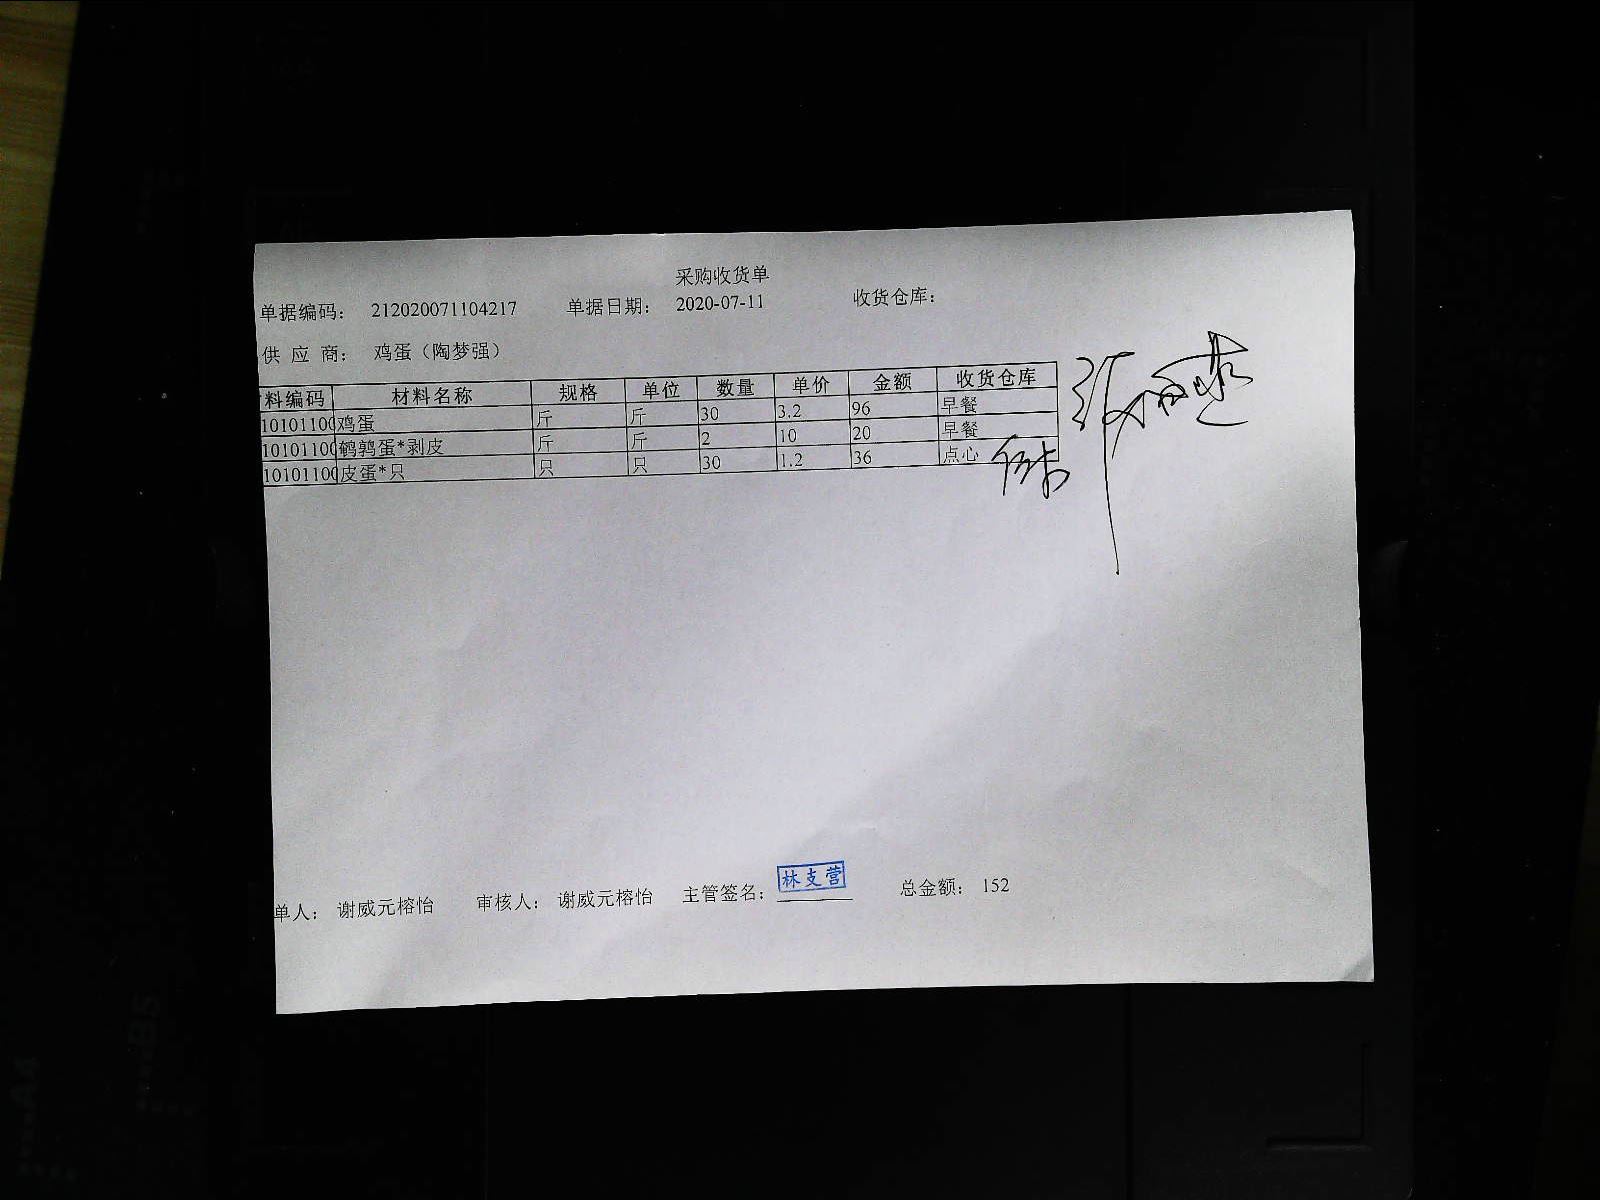 采购收货单
单据编码： 212020071104217 单据日期： 2020-07-11 收货仓库：
供 应 商： 鸡蛋（陶梦强）
料编码 材料名称 规格 单位 数量 单价 金额 收货仓库
10101100 鸡蛋 斤 斤 30 3.2 96 早餐
10101100 鹌鹑蛋*剥皮 斤 斤 2 10 20 早餐
10101100 皮蛋*只 只 只 30 1.2 36 点心
单人： 谢威元榕怡 审核人： 谢威元榕怡 主管签名： 林支营 总金额： 152